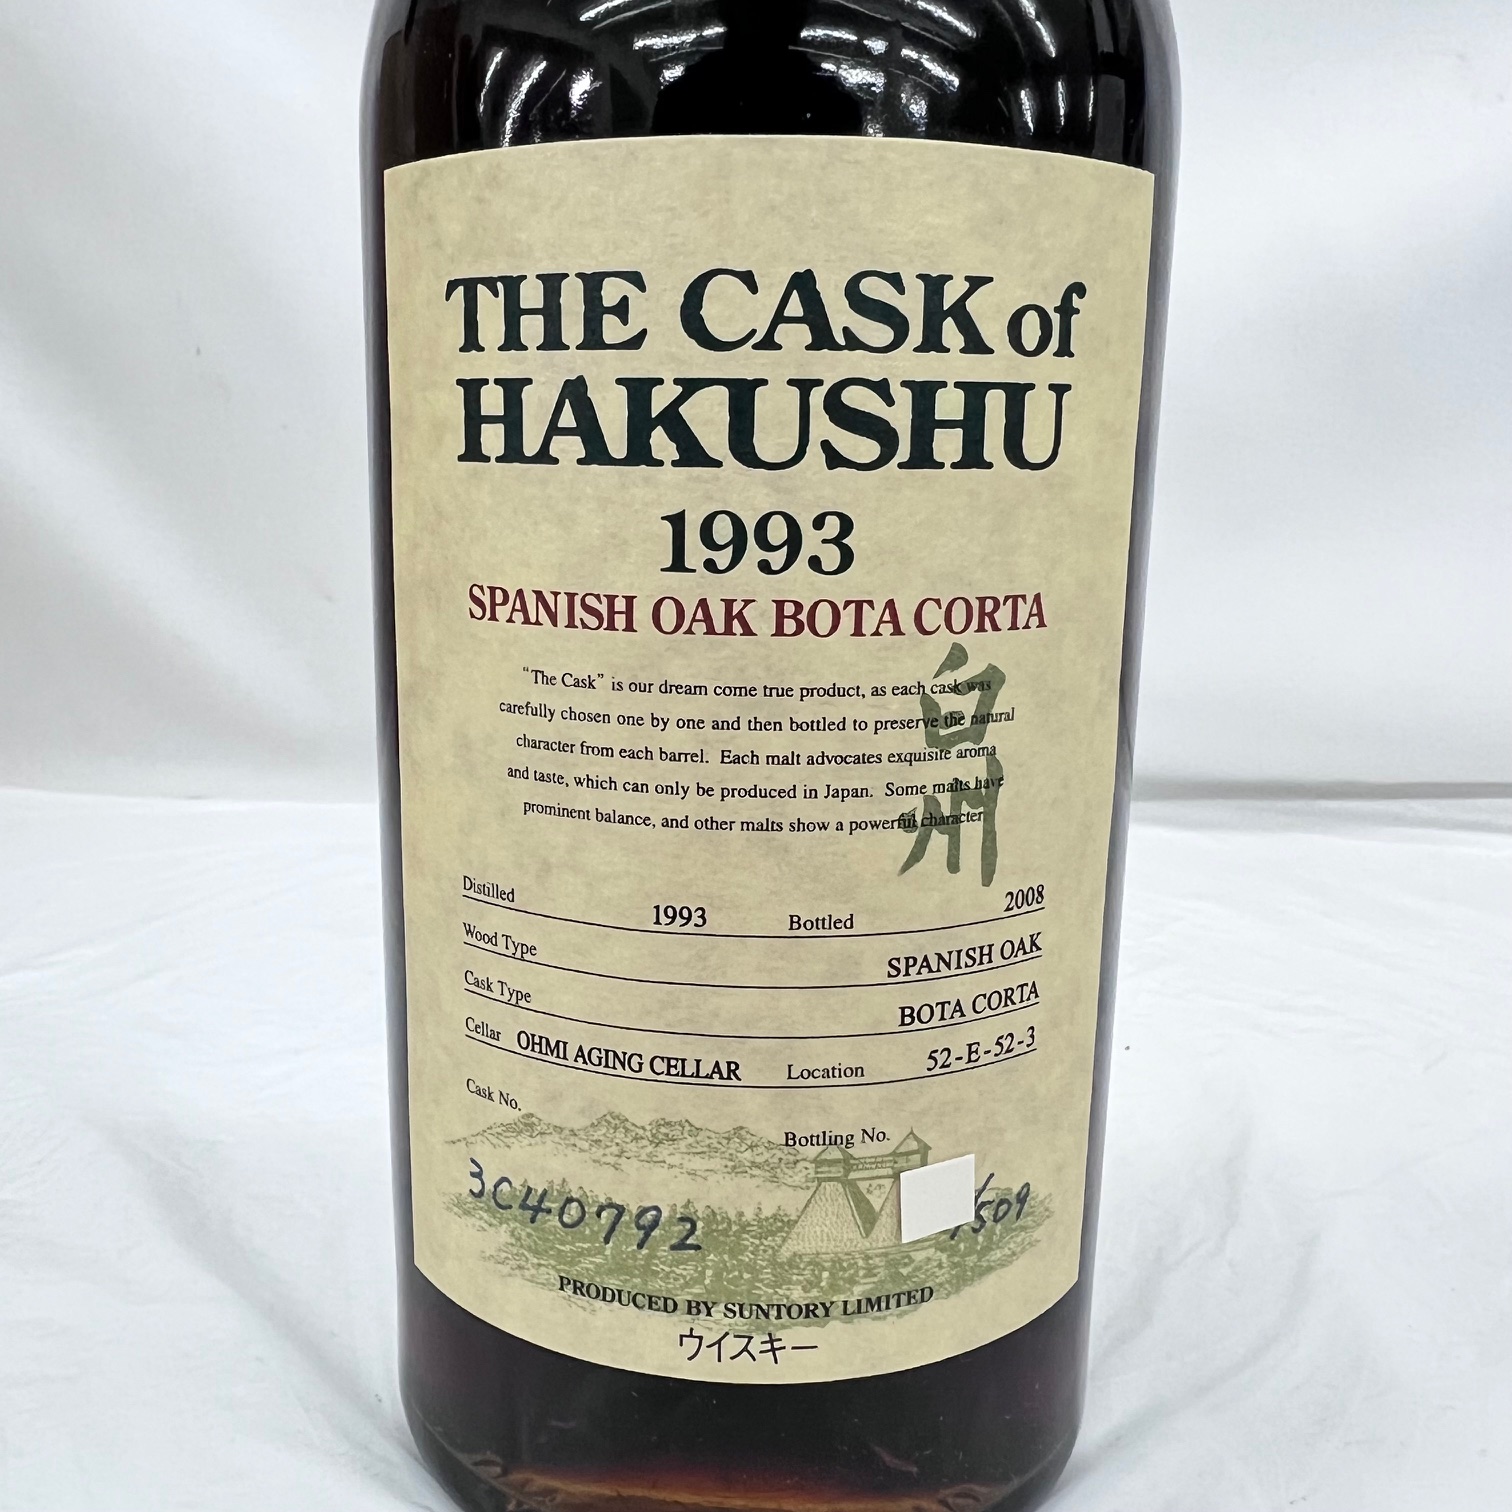 THE CASK of
HAKUSHU
1993
SPANISH OAK BOTA CORTA
白州
"The Cask" is our dream come true product, as each cask was
carefully chosen one by one and then bottled to preserve the natural
character from each barrel. Each malt advocates exquisite aroma
and taste, which can only be produced in Japan. Some malts have
prominent balance, and other malts show a powerful character
Distilled 1993 Bottled 2008
Wood Type SPANISH OAK
Cask Type BOTA CORTA
Cellar OHMI AGING CELLAR Location 52-E-52-3
Cask No. Bottling No.
3C40792 /509
PRODUCED BY SUNTORY LIMITED
ウイスキー